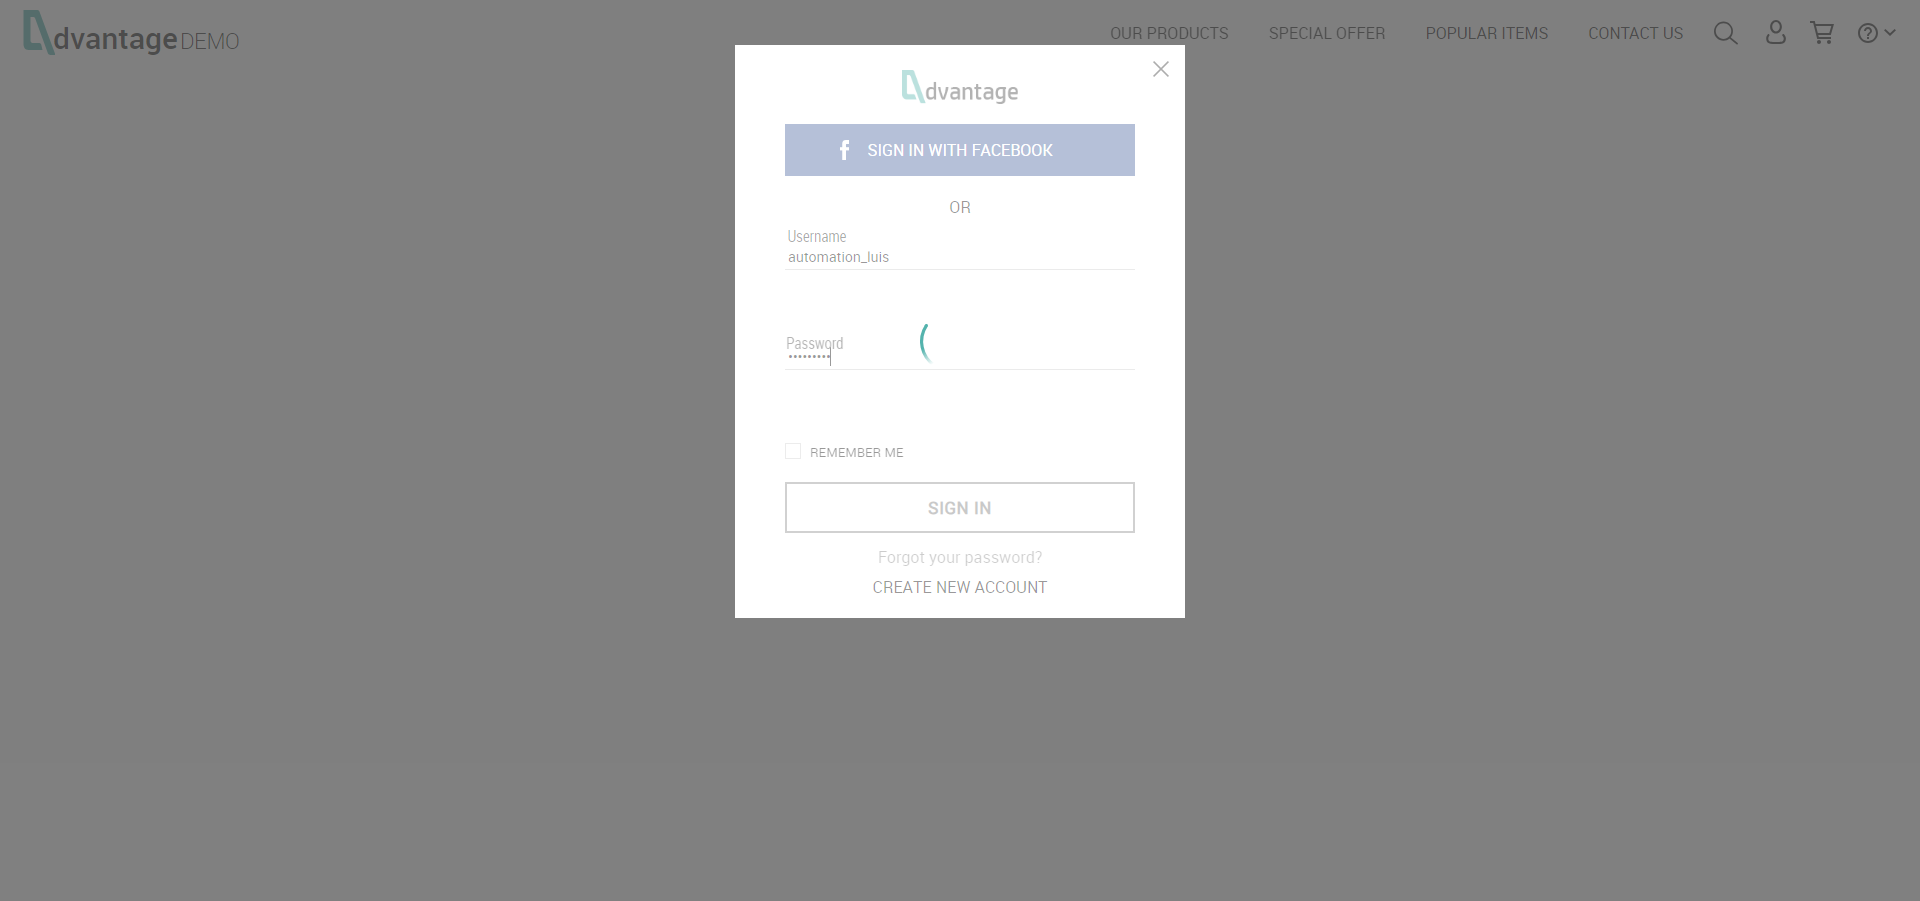 dvantage DEMO
OUR PRODUCTS SPECIAL OFFER POPULAR ITEMS CONTACT US
dvantage
SIGN IN WITH FACEBOOK
OR
Username
automation_luis
Password
•••••••••
REMEMBER ME
SIGN IN
Forgot your password?
CREATE NEW ACCOUNT